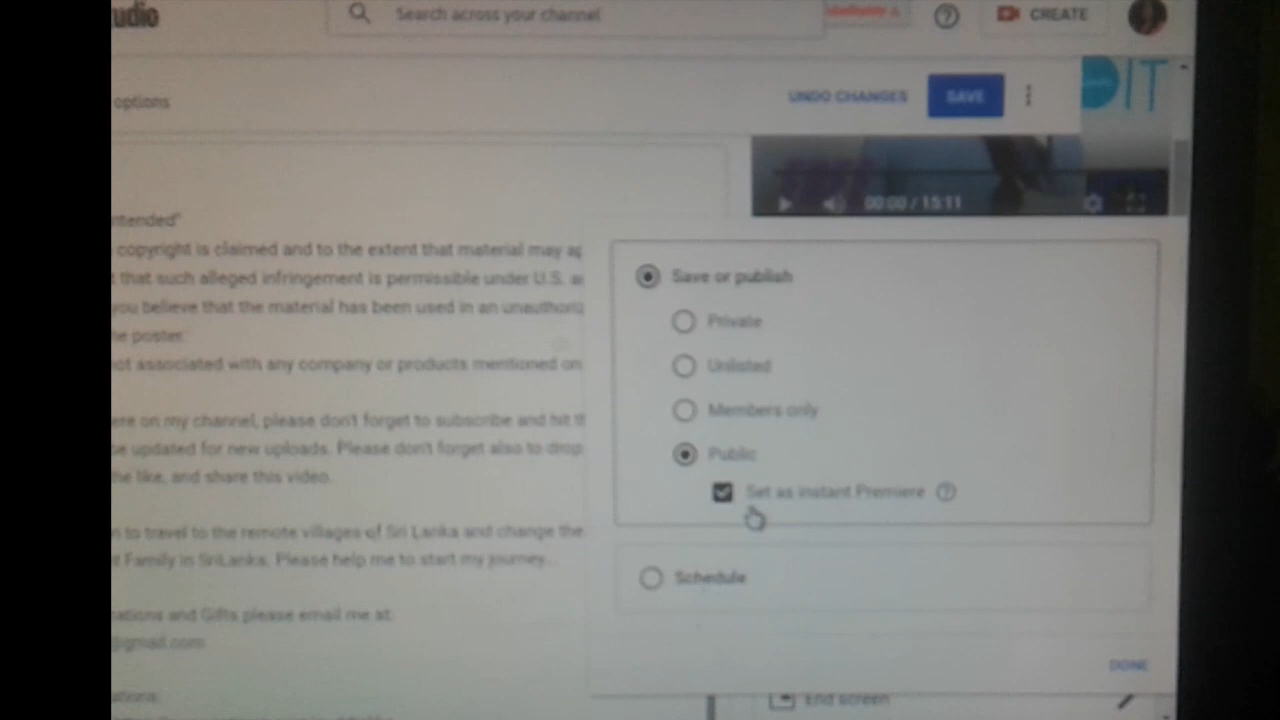 udio
Search across your channel
CREATE
options
UNDO CHANGES
SAVE
IT
00:00 / 15:11
ntended"
copyright is claimed and to the extent that material may ap
t that such alleged infringement is permissible under U.S.
you believe that the material has been used in an unauthoriz
he poster."
ot associated with any company or products mentioned on
ere on my channel, please don't forget to subscribe and hit th
be updated for new uploads. Please don't forget also to drop
he like, and share this video.
n to travel to the remote villages of Sri Lanka and change the
t Family in SriLanka. Please help me to start my journey...
nations and Gifts please email me at:
@gmail.com
ations:
Save or publish
Private
Unlisted
Members only
Public
Set as instant Premiere
Schedule
DONE
End screen